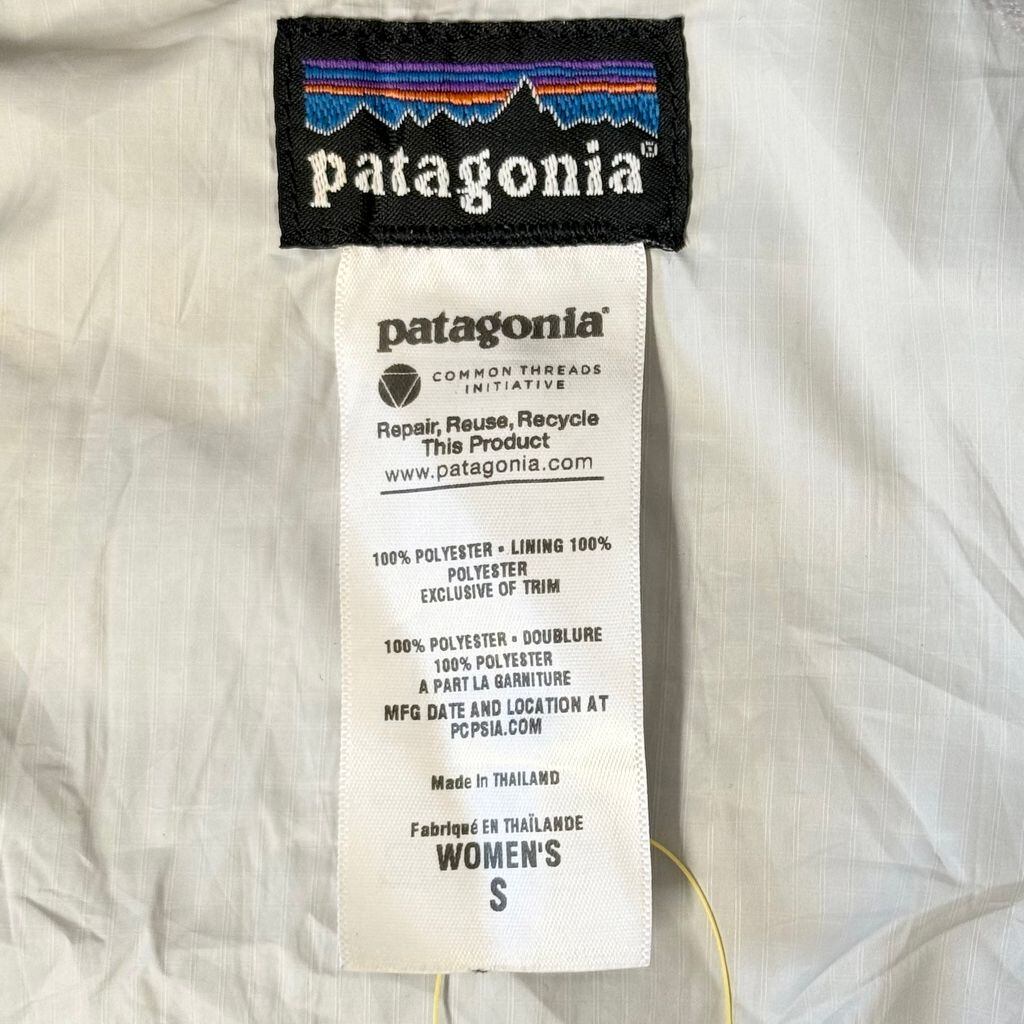 patagonia®
patagonia®
COMMON THREADS
INITIATIVE
Repair, Reuse, Recycle
This Product
www.patagonia.com
100% POLYESTER • LINING 100%
POLYESTER
EXCLUSIVE OF TRIM
100% POLYESTER • DOUBLURE
100% POLYESTER
A PART LA GARNITURE
MFG DATE AND LOCATION AT
PCPSIA.COM
Made In THAILAND
Fabriqué EN THAÏLANDE
WOMEN'S
S